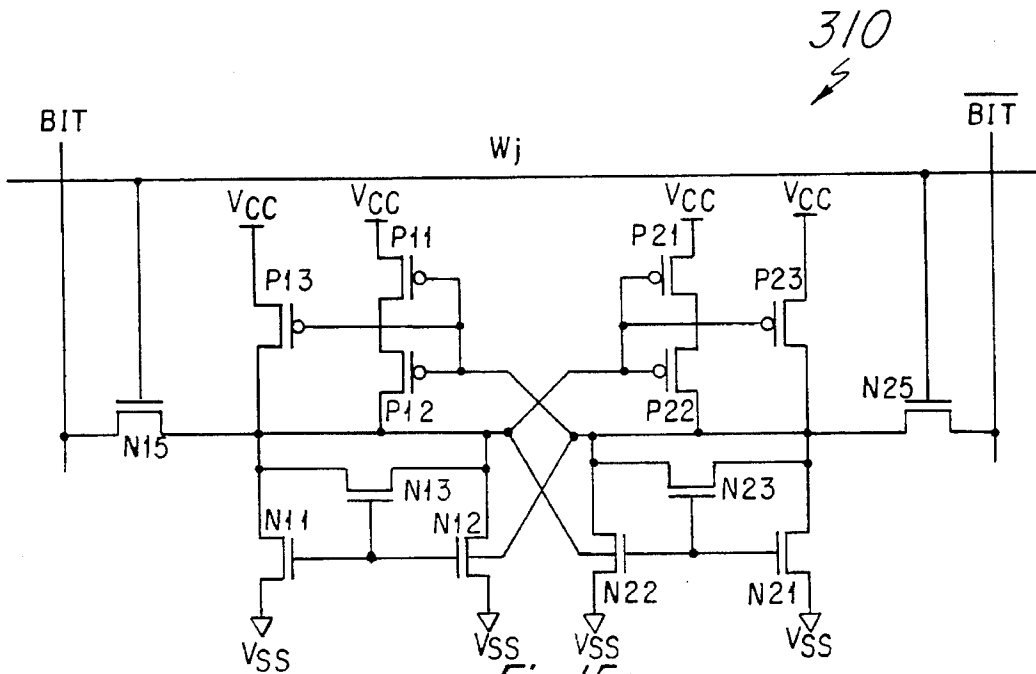 310
BIT
BIT
Wj
VCC
VCC
VCC
VCC
P11
P21
P13
P23
P12
P22
N15
N25
N13
N23
N11
N12
N22
N21
VSS
VSS
VSS
VSS